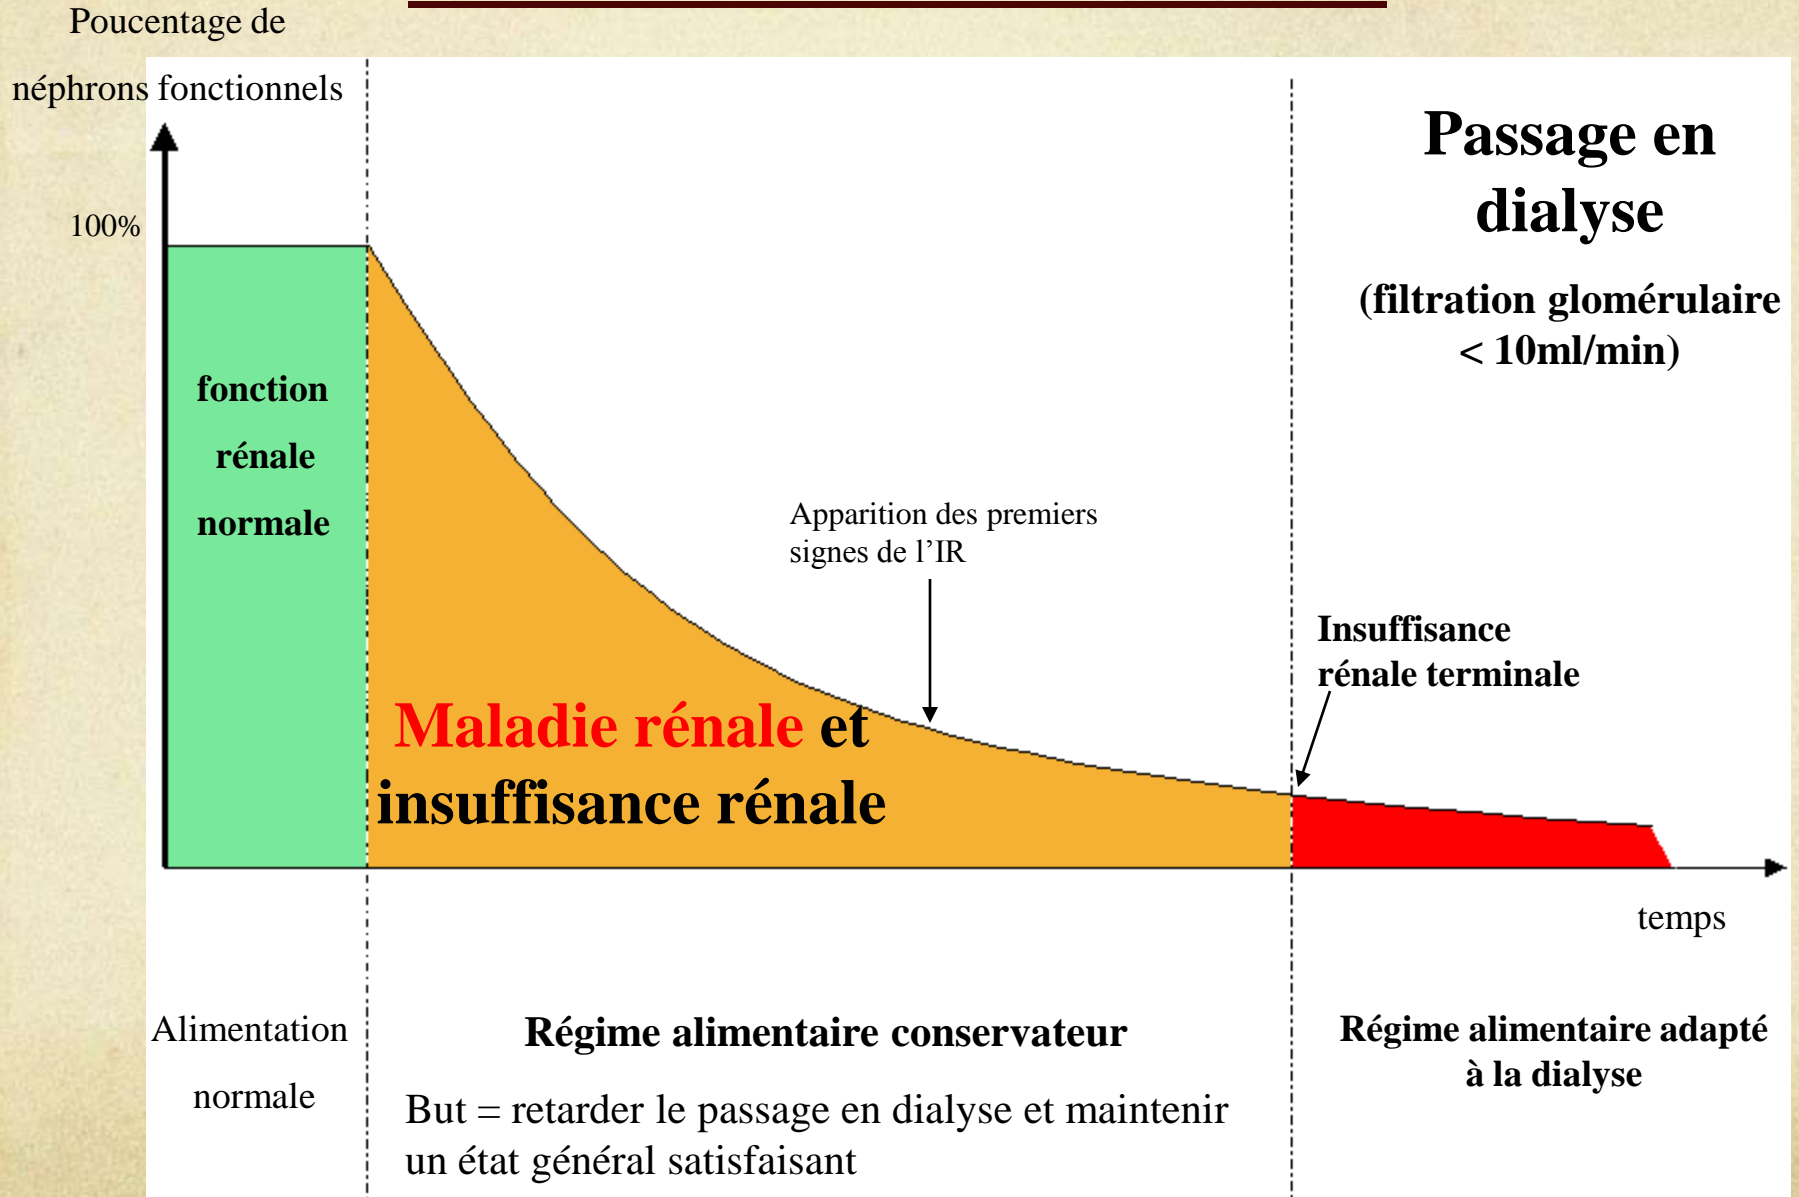 Poucentage de
néphrons fonctionnels
100%
fonction
rénale
normale
Maladie rénale et
insuffisance rénale
Apparition des premiers
signes de l’IR
Passage en
dialyse
(filtration glomérulaire
< 10ml/min)
Insuffisance
rénale terminale
temps
Alimentation
normale
Régime alimentaire conservateur
But = retarder le passage en dialyse et maintenir
un état général satisfaisant
Régime alimentaire adapté
à la dialyse